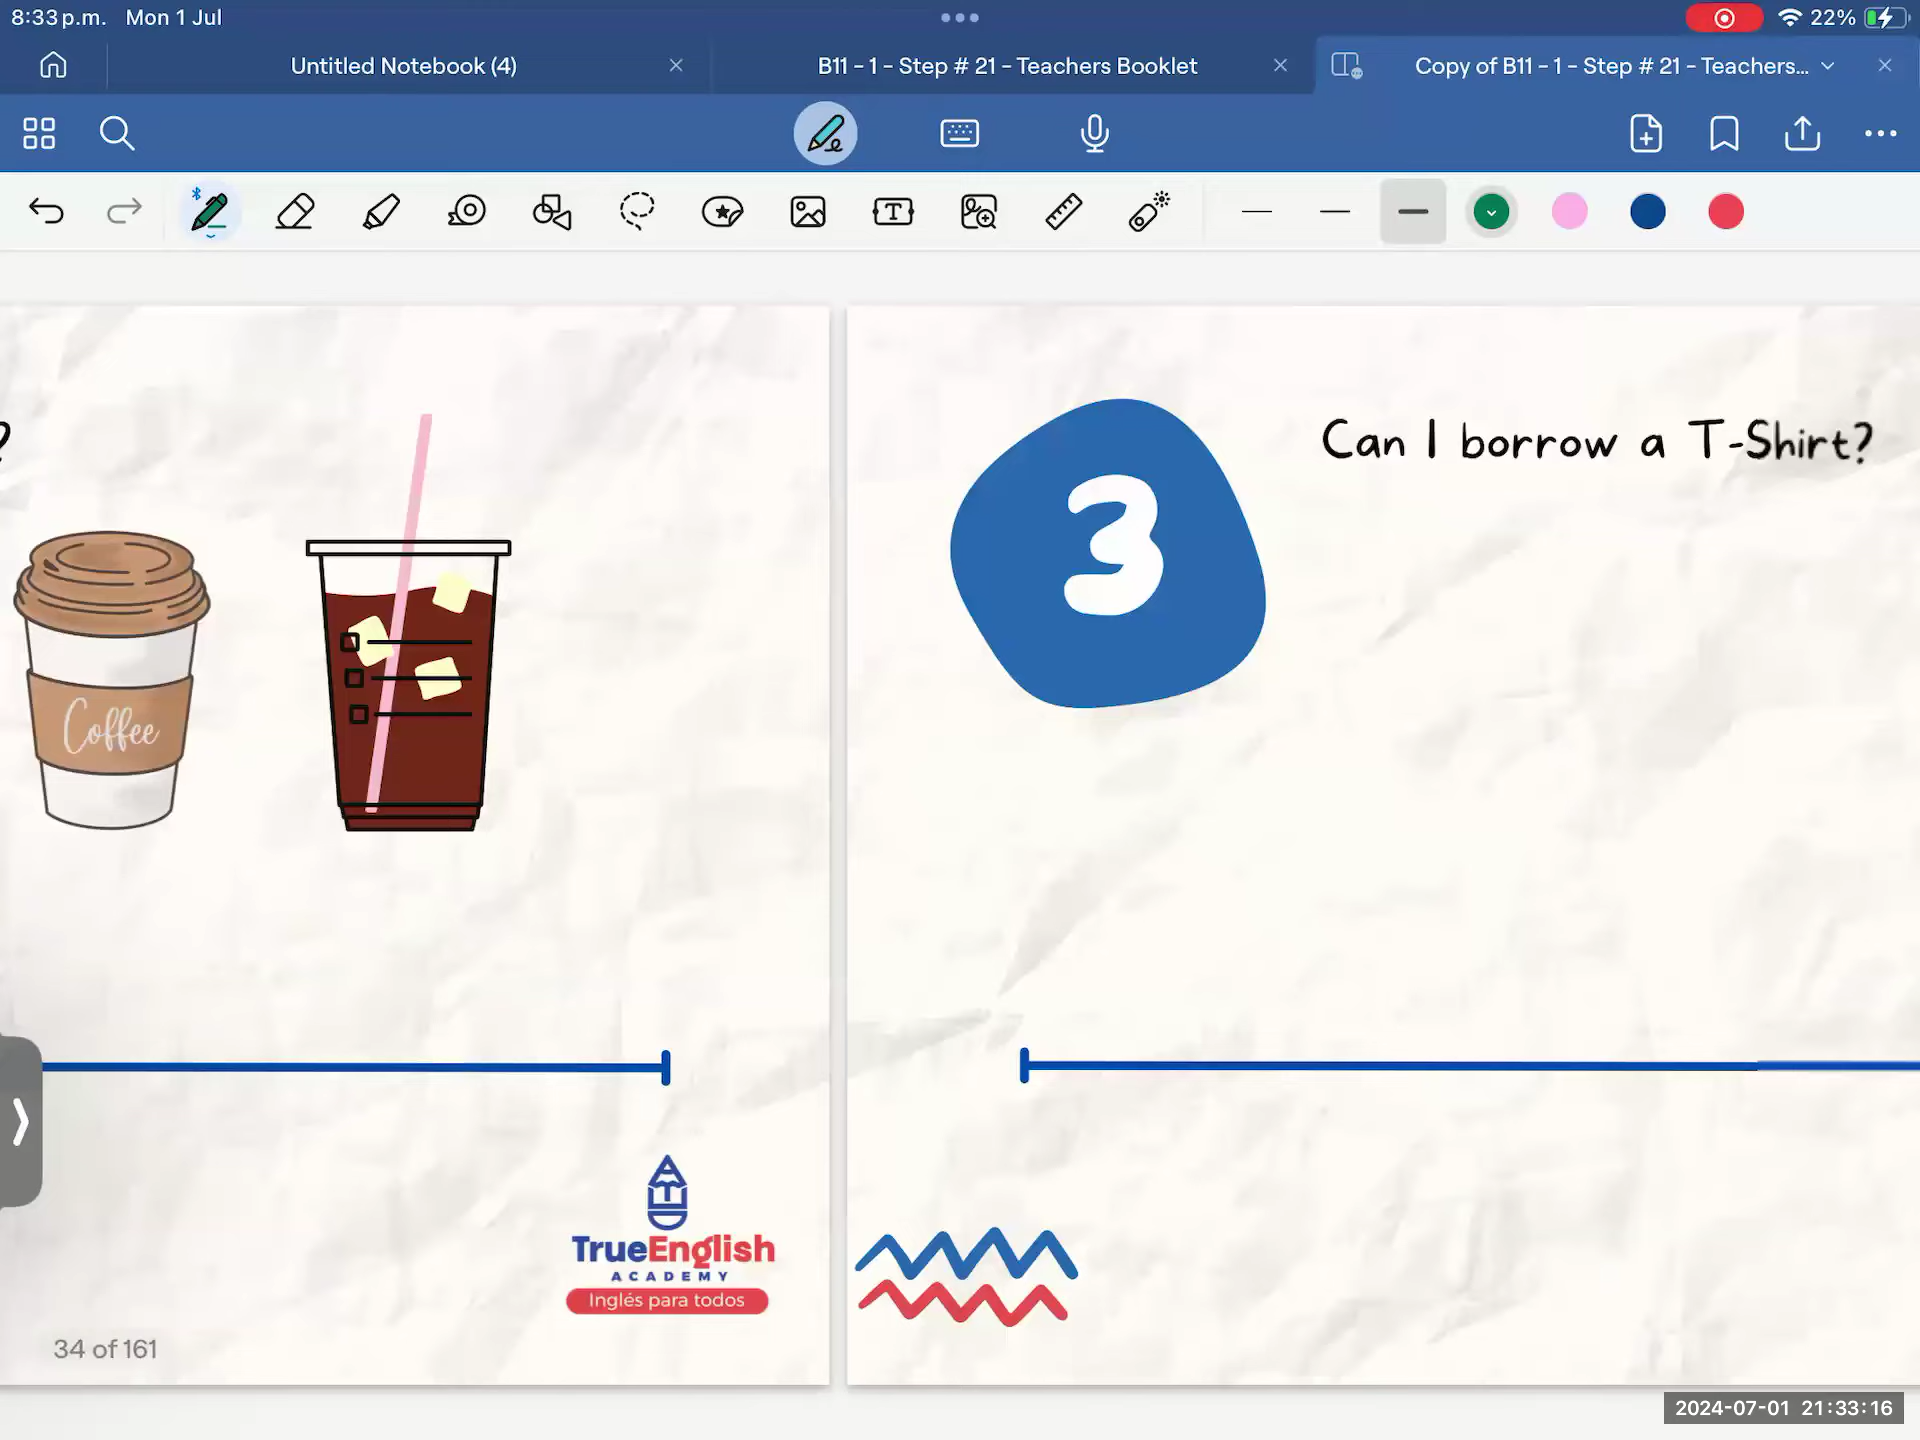 8:33 p.m. Mon 1 Jul
22%
Untitled Notebook (4)
B11 - 1 - Step # 21 - Teachers Booklet
Copy of B11 - 1 - Step # 21 - Teachers...
T
?
Coffee
3
Can I borrow a T-Shirt?
TrueEnglish
ACADEMY
Inglés para todos
34 of 161
2024-07-01 21:33:16